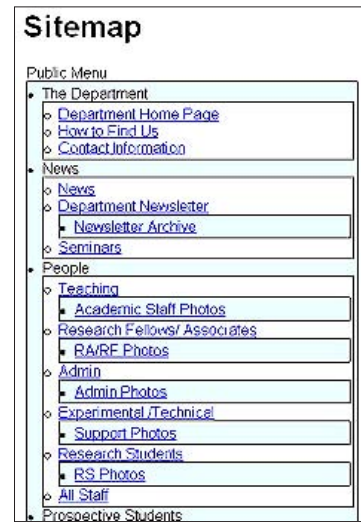 Sitemap
Public Menu
The Department
Department Home Page
How to Find Us
Contact Information
News
News
Department Newsletter
Newsletter Archive
Seminars
People
Teaching
Academic Staff Photos
Research Fellows/ Associates
RA/RF Photos
Admin
Admin Photos
Experimental /Technical
Support Photos
Research Students
RS Photos
All Staff
Prospective Students